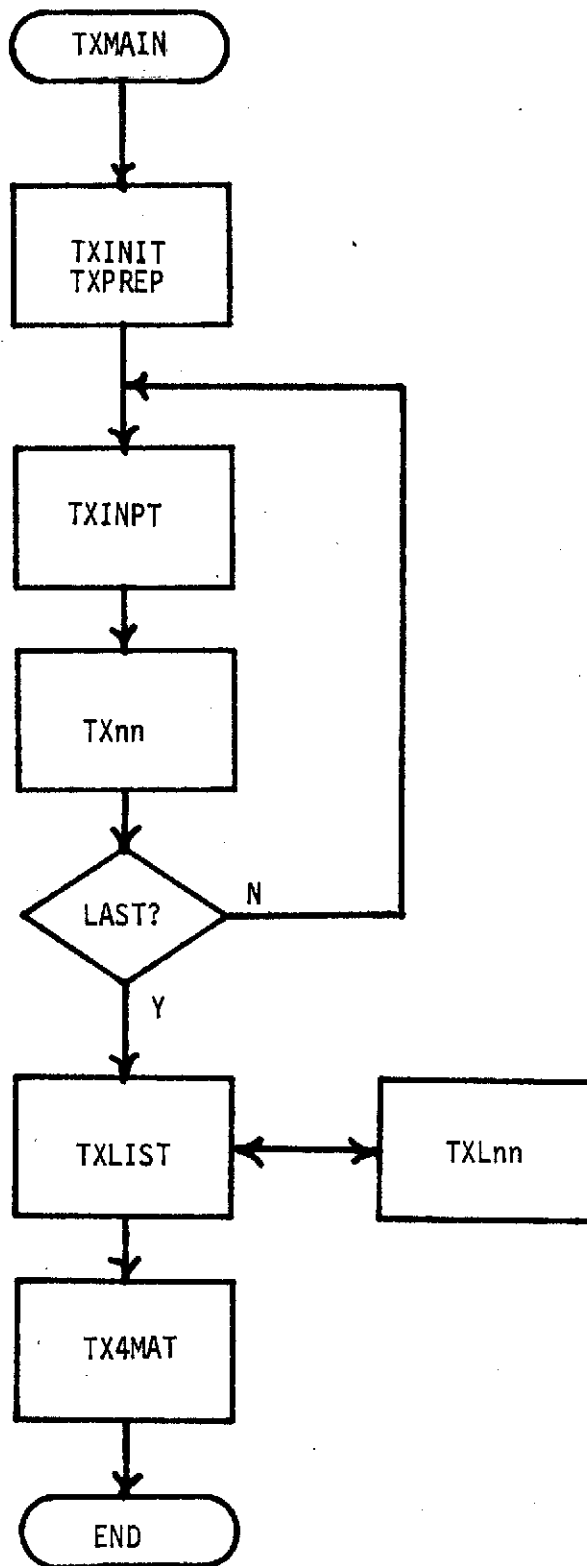 TXMAIN
TXINIT
TXPREP
TXINPT
TXnn
LAST?
N
Y
TXLIST
TXLnn
TX4MAT
END